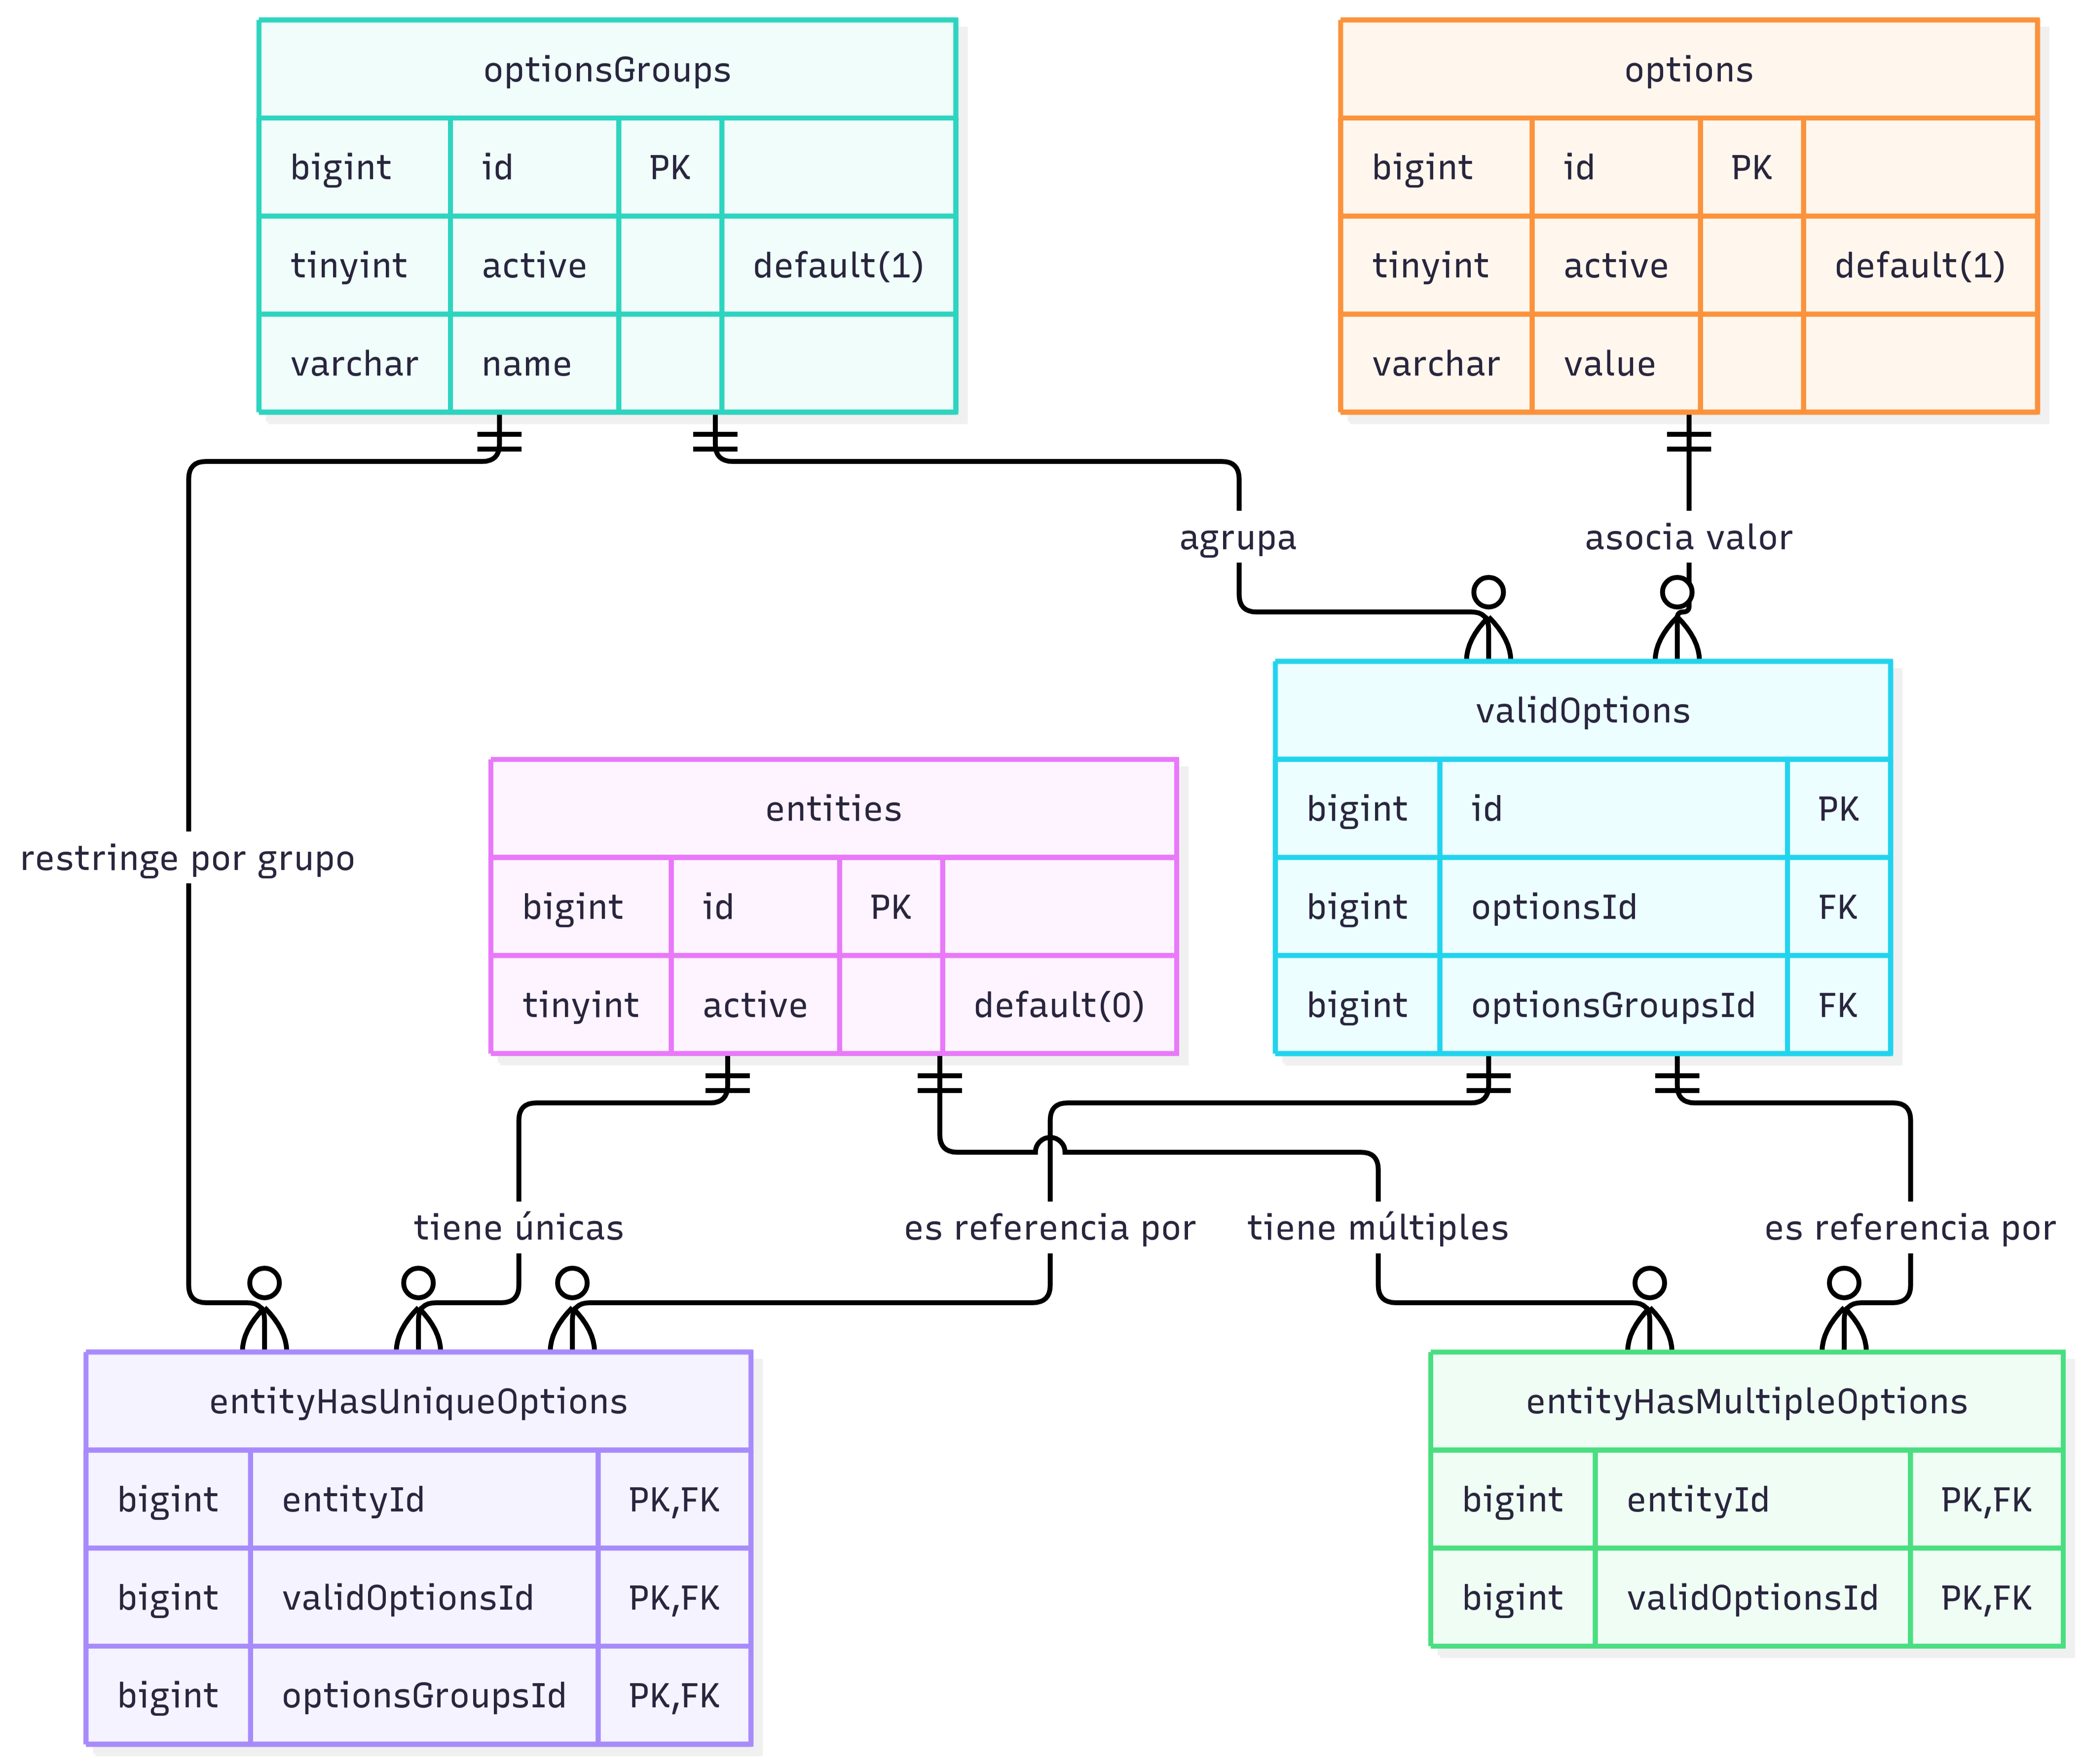 optionsGroups
bigint id PK
tinyint active default(1)
varchar name
options
bigint id PK
tinyint active default(1)
varchar value
agrupa
asocia valor
validOptions
bigint id PK
bigint optionsId FK
bigint optionsGroupsId FK
restringe por grupo
entities
bigint id PK
tinyint active default(0)
tiene únicas
es referencia por
tiene múltiples
es referencia por
entityHasUniqueOptions
bigint entityId PK,FK
bigint validOptionsId PK,FK
bigint optionsGroupsId PK,FK
entityHasMultipleOptions
bigint entityId PK,FK
bigint validOptionsId PK,FK